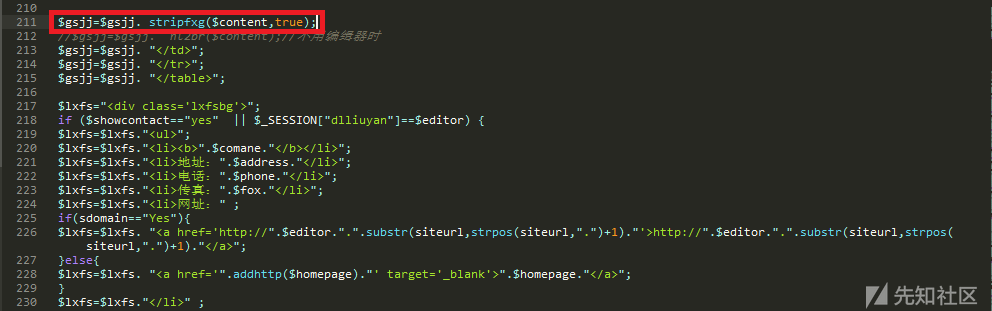 210
211 $gsjj=$gsjj. stripfxg($content,true);
212 //$gsjj=$gsjj.  nl2br($content);//不用编缉器时
213 $gsjj=$gsjj. "</td>";
214 $gsjj=$gsjj. "</tr>";
215 $gsjj=$gsjj. "</table>";
216
217 $lxfs="<div class='lxfsbg'>";
218 if ($showcontact=="yes"  || $_SESSION["dlliuyan"]==$editor) {
219 $lxfs=$lxfs."<ul>";
220 $lxfs=$lxfs."<li><b>".$comane."</b></li>";
221 $lxfs=$lxfs."<li>地址：".$address."</li>";
222 $lxfs=$lxfs."<li>电话：".$phone."</li>";
223 $lxfs=$lxfs."<li>传真：".$fox."</li>";
224 $lxfs=$lxfs."<li>网址：" ;
225 if(sdomain=="Yes"){
226 $lxfs=$lxfs. "<a href='http://".$editor.".".substr(siteurl,strpos(siteurl,".")+1)."'>http://".$editor.".".substr(siteurl,strpos(
siteurl,".")+1)."</a>";
227 }else{
228 $lxfs=$lxfs. "<a href='".addhttp($homepage)."' target='_blank'>".$homepage."</a>";
229 }
230 $lxfs=$lxfs."</li>" ;
先知社区